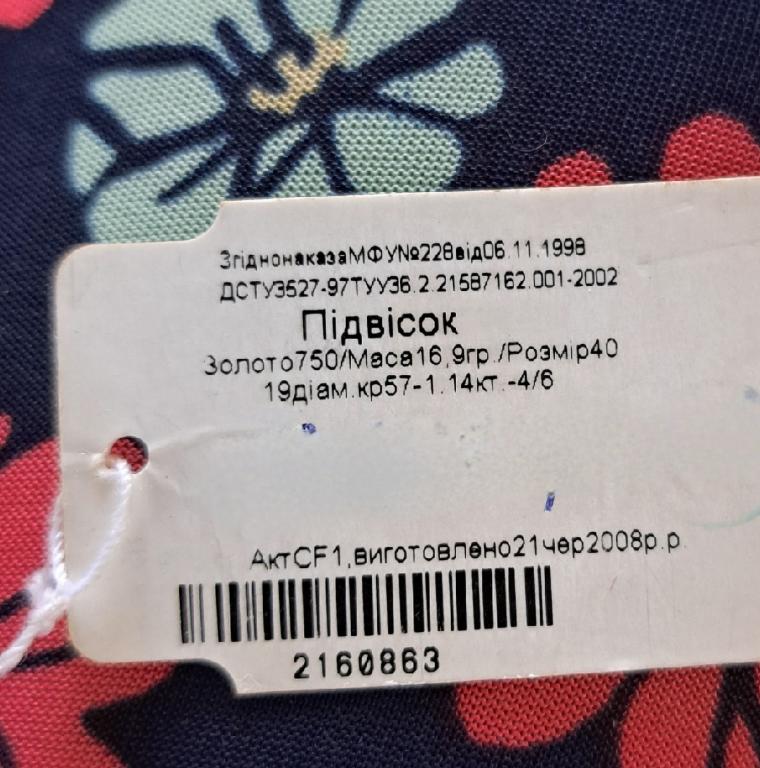 ЗгіднонаказаМФУ№228від06.11.1998
ДСТУ3527-97ТУУ36.2.21587162.001-2002
Підвісок
Золото750/Маса16,9гр./Розмір40
19діам.кр57-1.14кт.-4/6
АктCF1,виготовлено21чер2008р.р
2160863